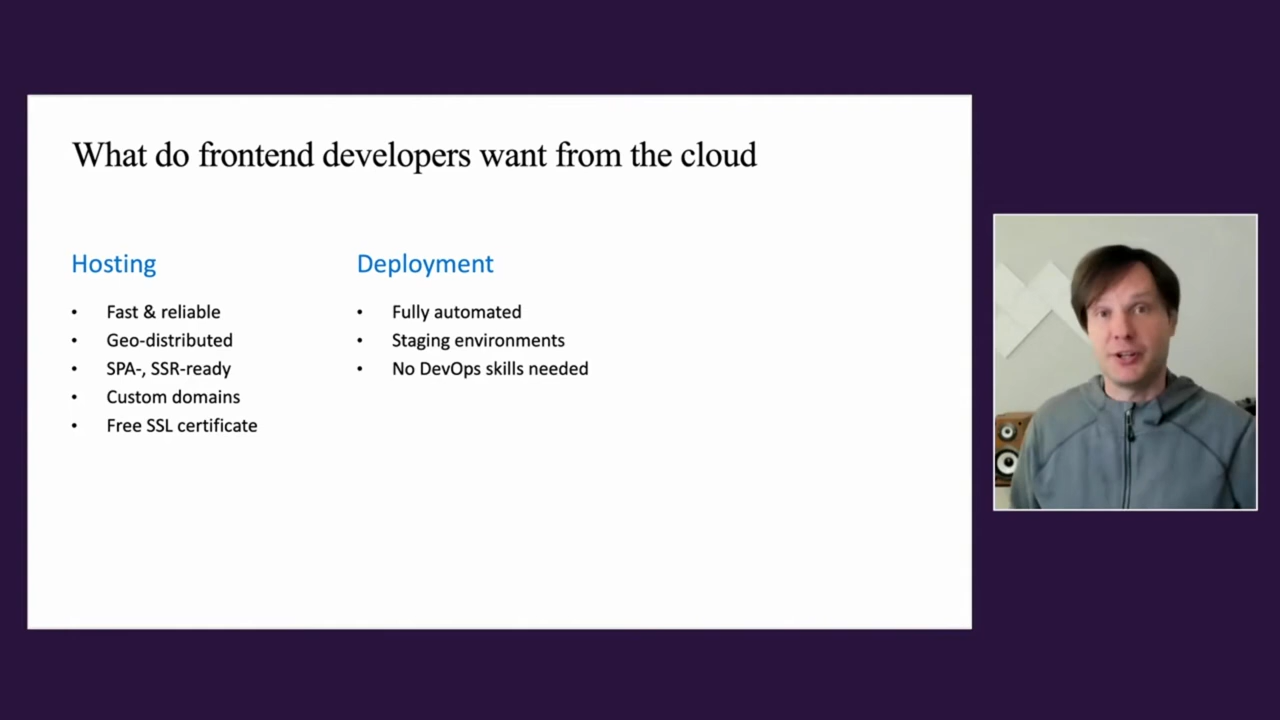 What do frontend developers want from the cloud
Hosting
• Fast & reliable
• Geo-distributed
• SPA-, SSR-ready
• Custom domains
• Free SSL certificate
Deployment
• Fully automated
• Staging environments
• No DevOps skills needed